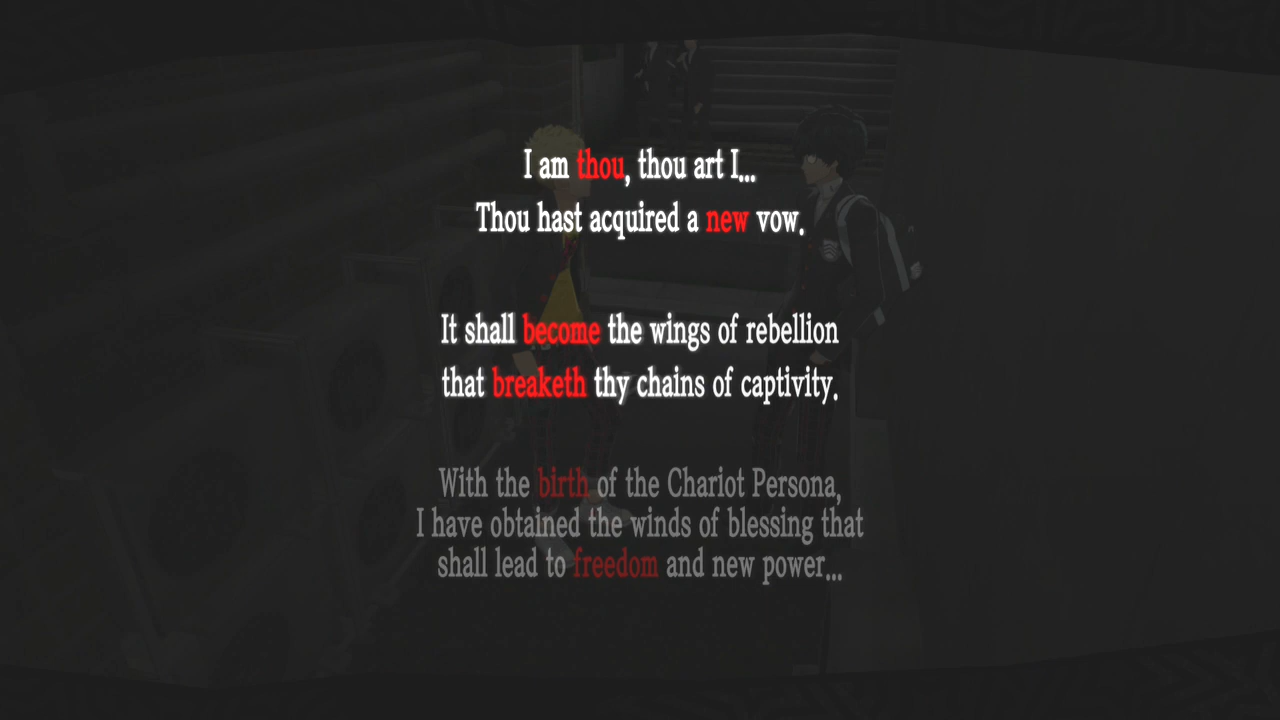 I am thou, thou art I...
Thou hast acquired a new vow.
It shall become the wings of rebellion
that breaketh thy chains of captivity.
With the birth of the Chariot Persona,
I have obtained the winds of blessing that
shall lead to freedom and new power...